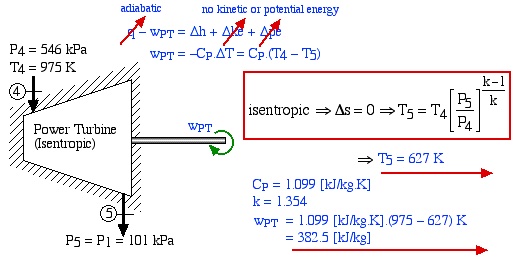 adiabatic
no kinetic or potential energy
q – wPT = Δh + Δke + Δpe
wPT = –CP.ΔT = CP.(T4 – T5)
P4 = 546 kPa
T4 = 975 K
4
Power Turbine
(Isentropic)
wPT
5
P5 = P1 = 101 kPa
isentropic ⇒ Δs = 0 ⇒ T5 = T4 [P5/P4]^(k–1)/k
⇒ T5 = 627 K
CP = 1.099 [kJ/kg.K]
k = 1.354
wPT = 1.099 [kJ/kg.K].(975 – 627) K
= 382.5 [kJ/kg]